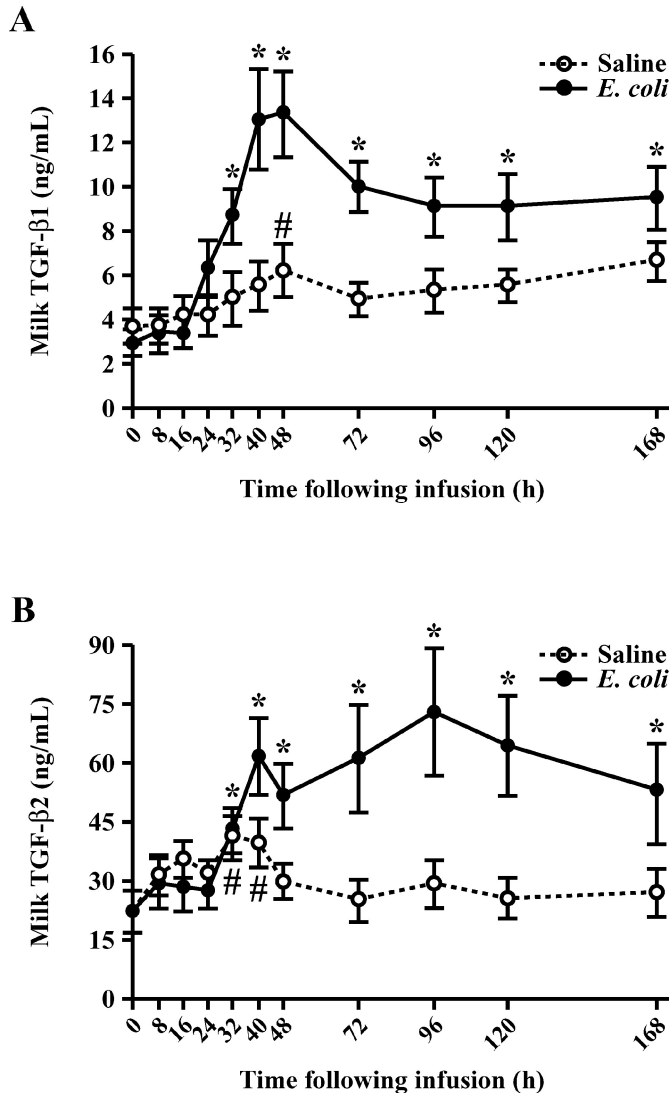 A
16
14
12
10
8
6
4
2
0
Milk TGF-β1 (ng/mL)
Saline
E. coli
*
*
*
*
*
*
*
#
0 8 16 24 32 40 48 72 96 120 168
Time following infusion (h)
B
90
75
60
45
30
15
0
Milk TGF-β2 (ng/mL)
Saline
E. coli
*
*
*
*
*
*
*
# #
0 8 16 24 32 40 48 72 96 120 168
Time following infusion (h)